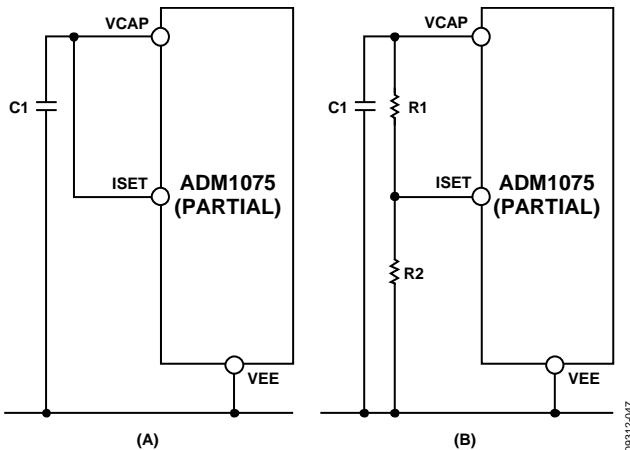 VCAP
C1
ISET
ADM1075
(PARTIAL)
VEE
(A)
VCAP
C1
R1
ISET
ADM1075
(PARTIAL)
R2
VEE
(B)
09312-047